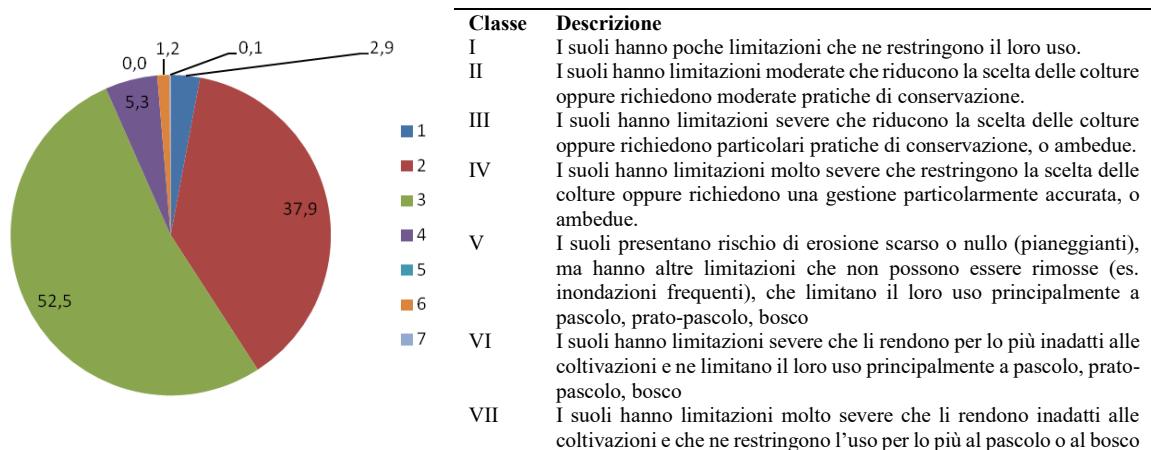 1,2
0,1
2,9
0,0
5,3
37,9
52,5
1
2
3
4
5
6
7
Classe Descrizione
I I suoli hanno poche limitazioni che ne restringono il loro uso.
II I suoli hanno limitazioni moderate che riducono la scelta delle colture
oppure richiedono moderate pratiche di conservazione.
III I suoli hanno limitazioni severe che riducono la scelta delle colture
oppure richiedono particolari pratiche di conservazione, o ambedue.
IV I suoli hanno limitazioni molto severe che restringono la scelta delle
colture oppure richiedono una gestione particolarmente accurata, o
ambedue.
V I suoli presentano rischio di erosione scarso o nullo (pianeggianti),
ma hanno altre limitazioni che non possono essere rimosse (es.
inondazioni frequenti), che limitano il loro uso principalmente a
pascolo, prato-pascolo, bosco
VI I suoli hanno limitazioni severe che li rendono per lo più inadatti alle
coltivazioni e ne limitano il loro uso principalmente a pascolo, prato-
pascolo, bosco
VII I suoli hanno limitazioni molto severe che li rendono inadatti alle
coltivazioni e che ne restringono l’uso per lo più al pascolo o al bosco